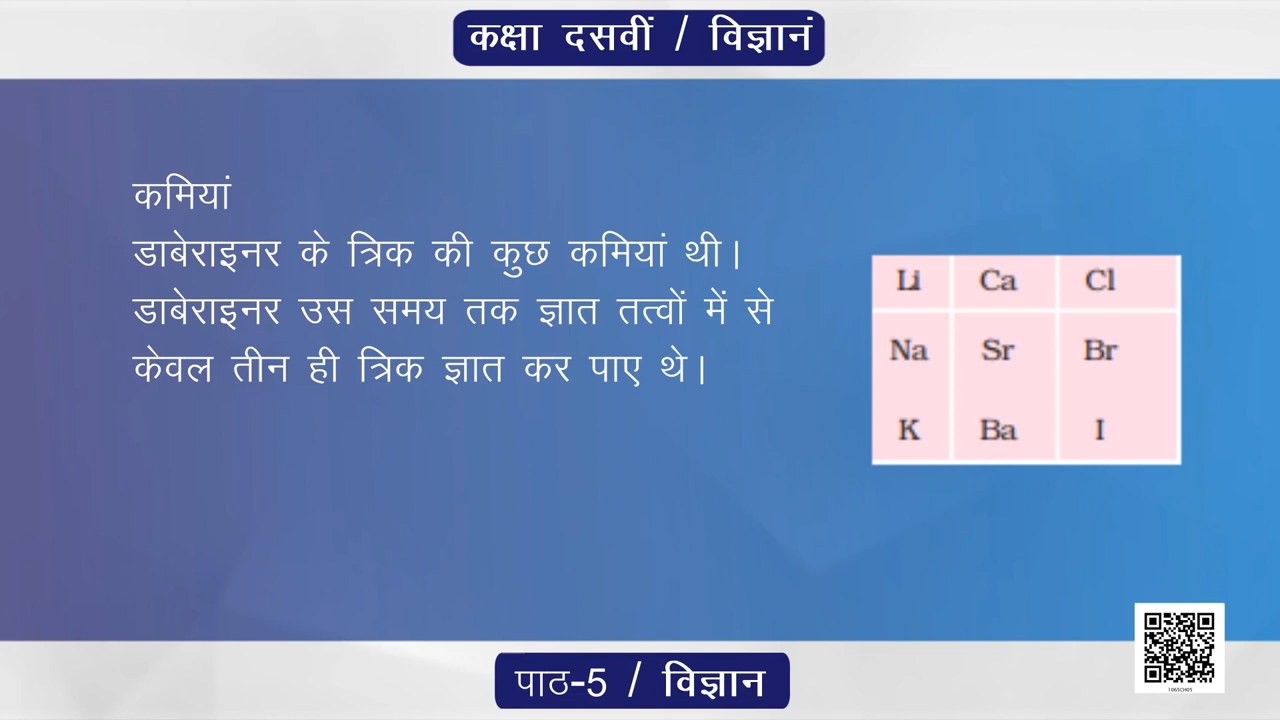 कक्षा दसवीं / विज्ञानं
कमियां
डाबेराइनर के त्रिक की कुछ कमियां थी।
डाबेराइनर उस समय तक ज्ञात तत्वों में से
केवल तीन ही त्रिक ज्ञात कर पाए थे।
Li Ca Cl
Na Sr Br
K Ba I
1065CH05
पाठ-5 / विज्ञान